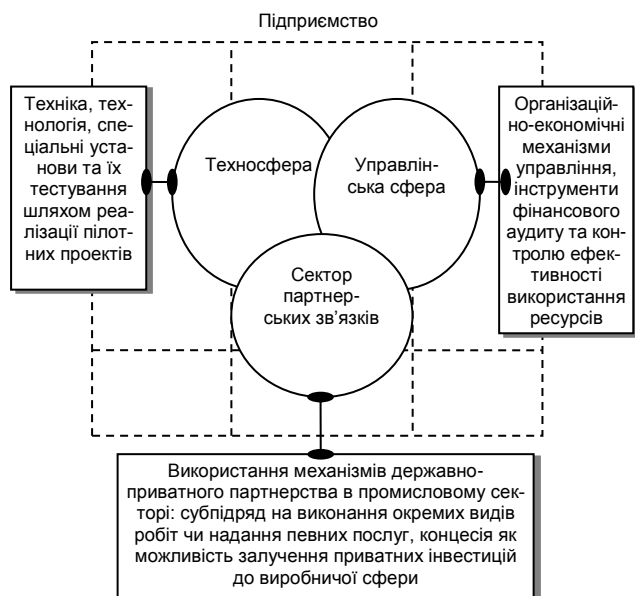 Підприємство
Техніка, тех-
нологія, спе-
ціальні уста-
нови та їх
тестування
шляхом реа-
лізації пілот-
них проектів
Техносфера
Управлін-
ська сфера
Організацій-
но-економічні
механізми
управління,
інструменти
фінансового
аудиту та кон-
тролю ефек-
тивності
використання
ресурсів
Сектор
партнер-
ських зв’язків
Використання механізмів державно-
приватного партнерства в промисловому сек-
торі: субпідряд на виконання окремих видів
робіт чи надання певних послуг, концесія як
можливість залучення приватних інвестицій
до виробничої сфери